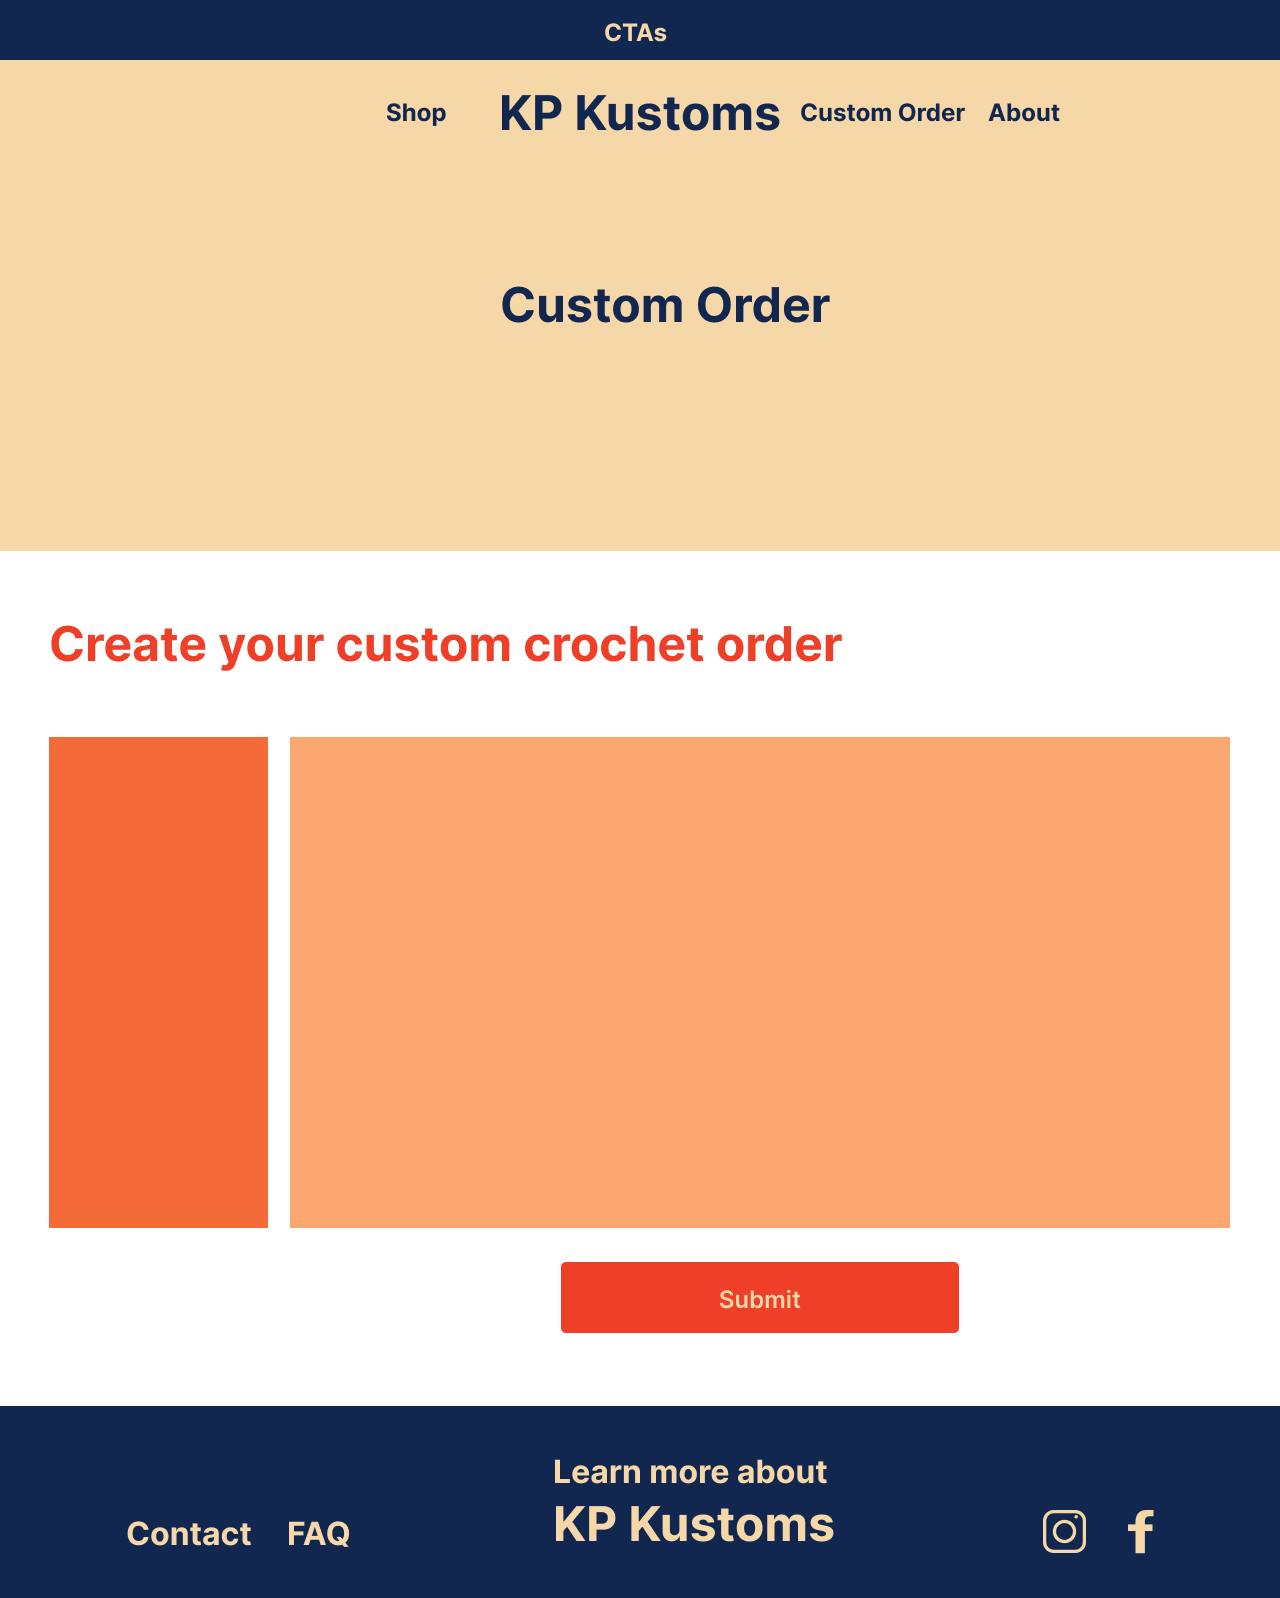 CTAs
Shop KP Kustoms Custom Order About
Custom Order
Create your custom crochet order
Submit
Learn more about
KP Kustoms
Contact FAQ